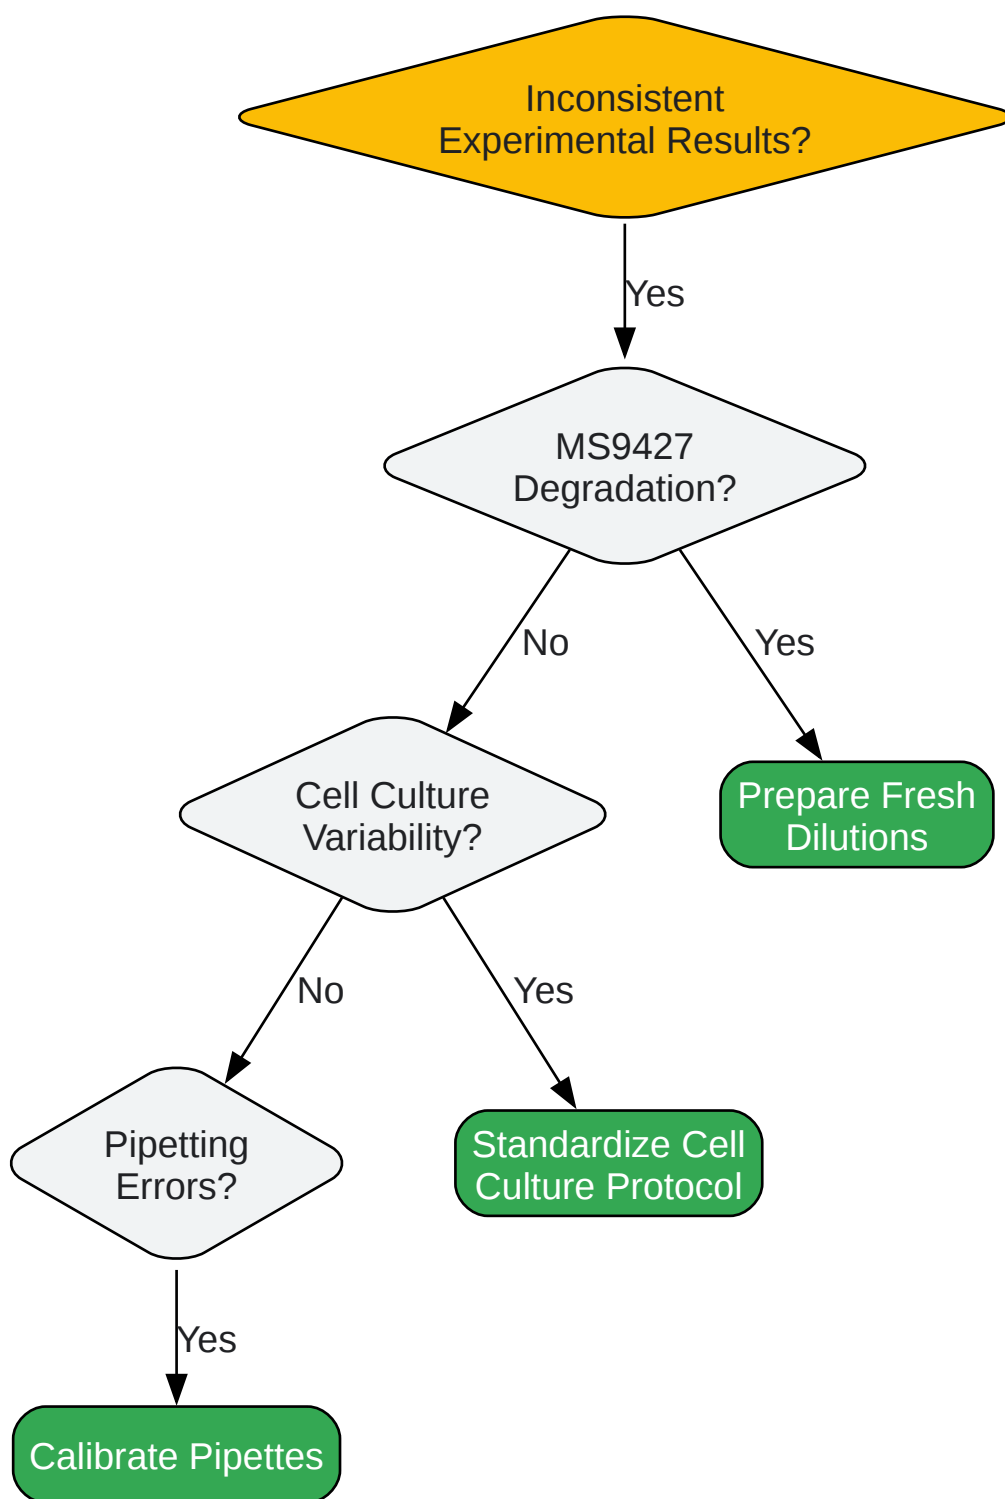 Inconsistent
Experimental Results?
Yes
MS9427
Degradation?
No
Yes
Cell Culture
Variability?
Prepare Fresh
Dilutions
No
Yes
Pipetting
Errors?
Standardize Cell
Culture Protocol
Yes
Calibrate Pipettes